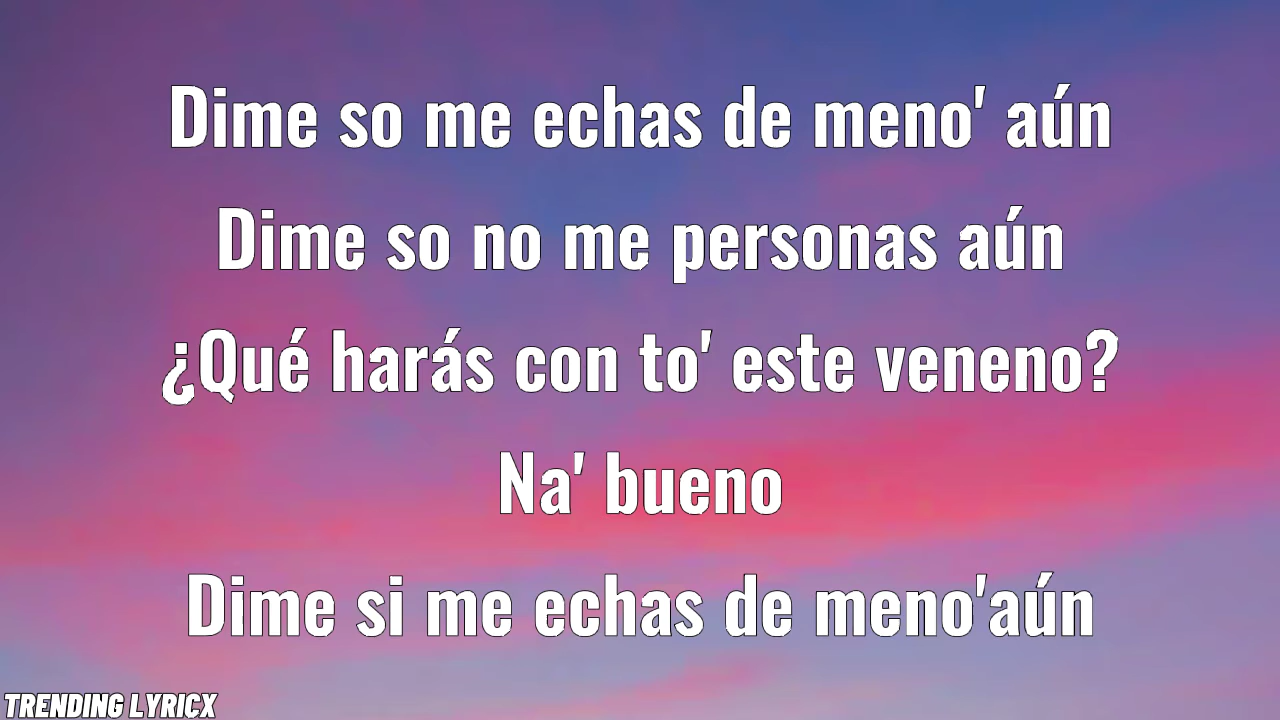 Dime so me echas de meno' aún
Dime so no me personas aún
¿Qué harás con to' este veneno?
Na' bueno
Dime si me echas de meno'aún
TRENDING LYRICX